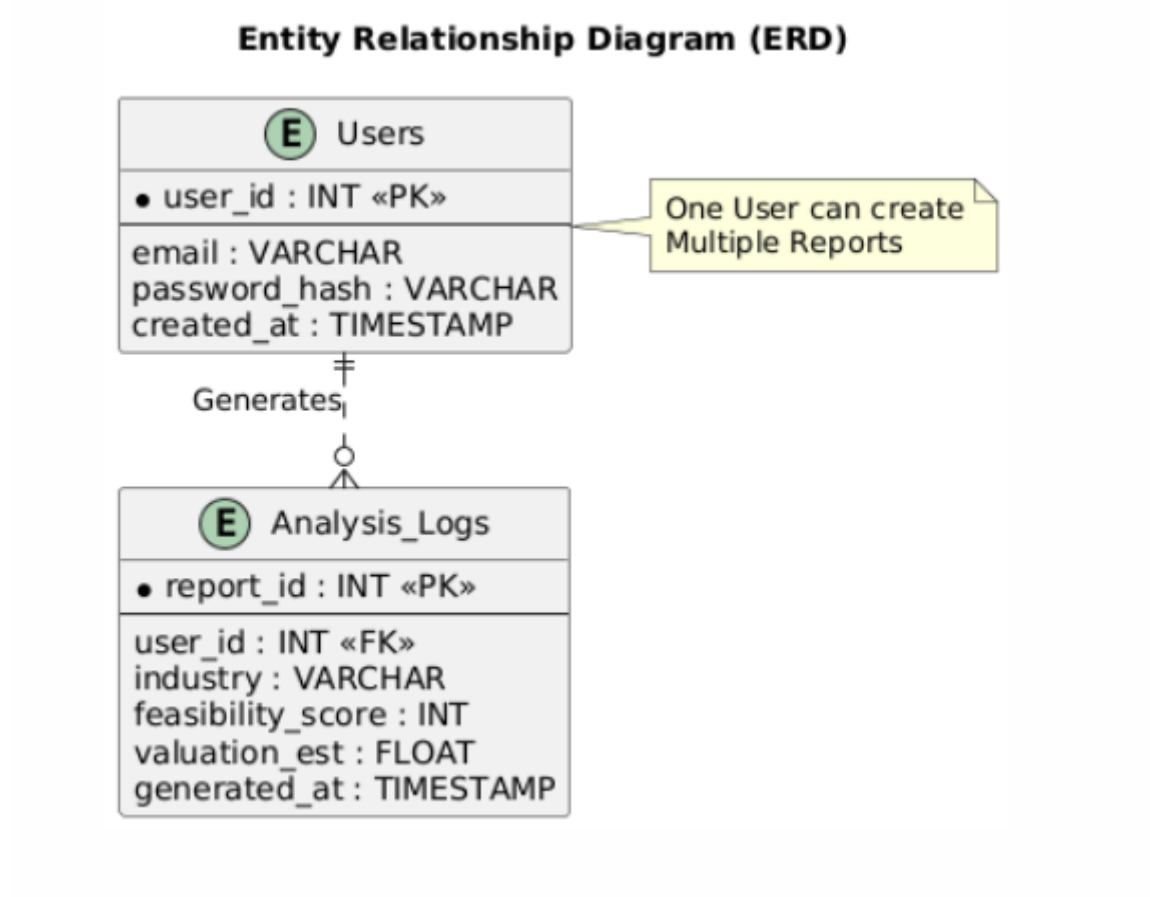 Entity Relationship Diagram (ERD)
E Users
user_id : INT «PK»
email : VARCHAR
password_hash : VARCHAR
created_at : TIMESTAMP
One User can create
Multiple Reports
Generates
E Analysis_Logs
report_id : INT «PK»
user_id : INT «FK»
industry : VARCHAR
feasibility_score : INT
valuation_est : FLOAT
generated_at : TIMESTAMP